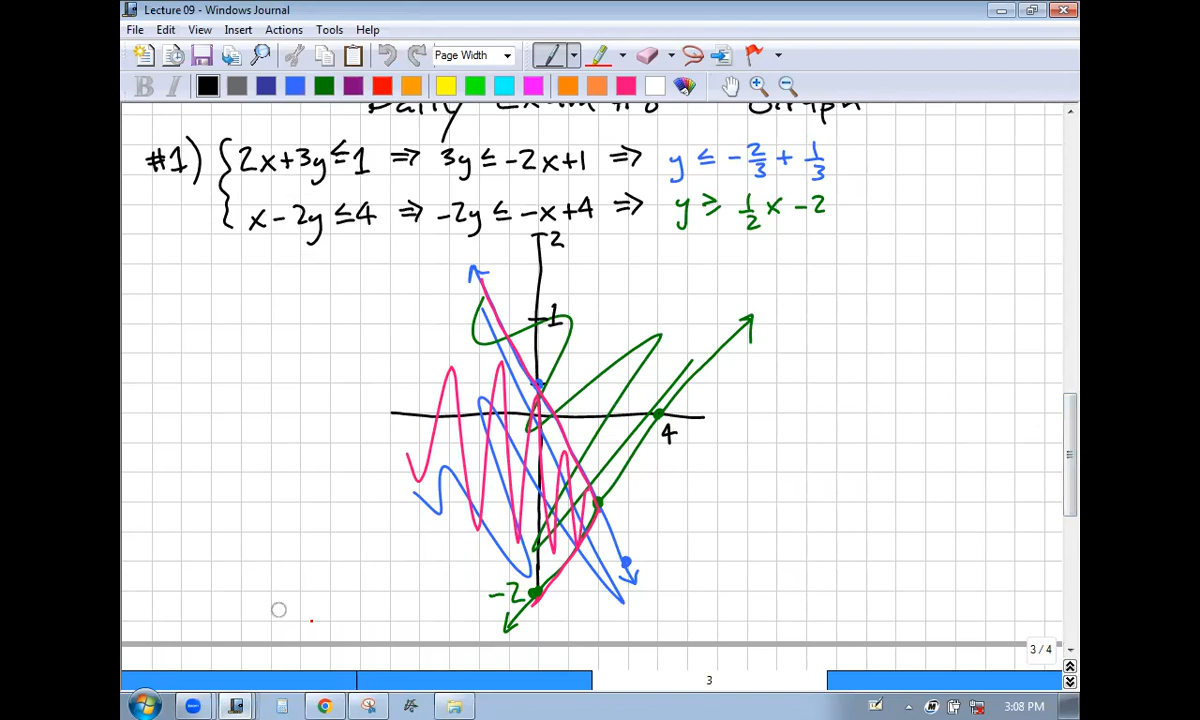 Lecture 09 - Windows Journal
File Edit View Insert Actions Tools Help
Page Width
B I
#1) { 2x+3y≤1 ⇒ 3y ≤ -2x+1 ⇒ y ≤ -2/3 + 1/3
x-2y ≤4 ⇒ -2y ≤ -x+4 ⇒ y ≥ 1/2 x -2
2
1
4
-2
3 / 4
3
3:08 PM